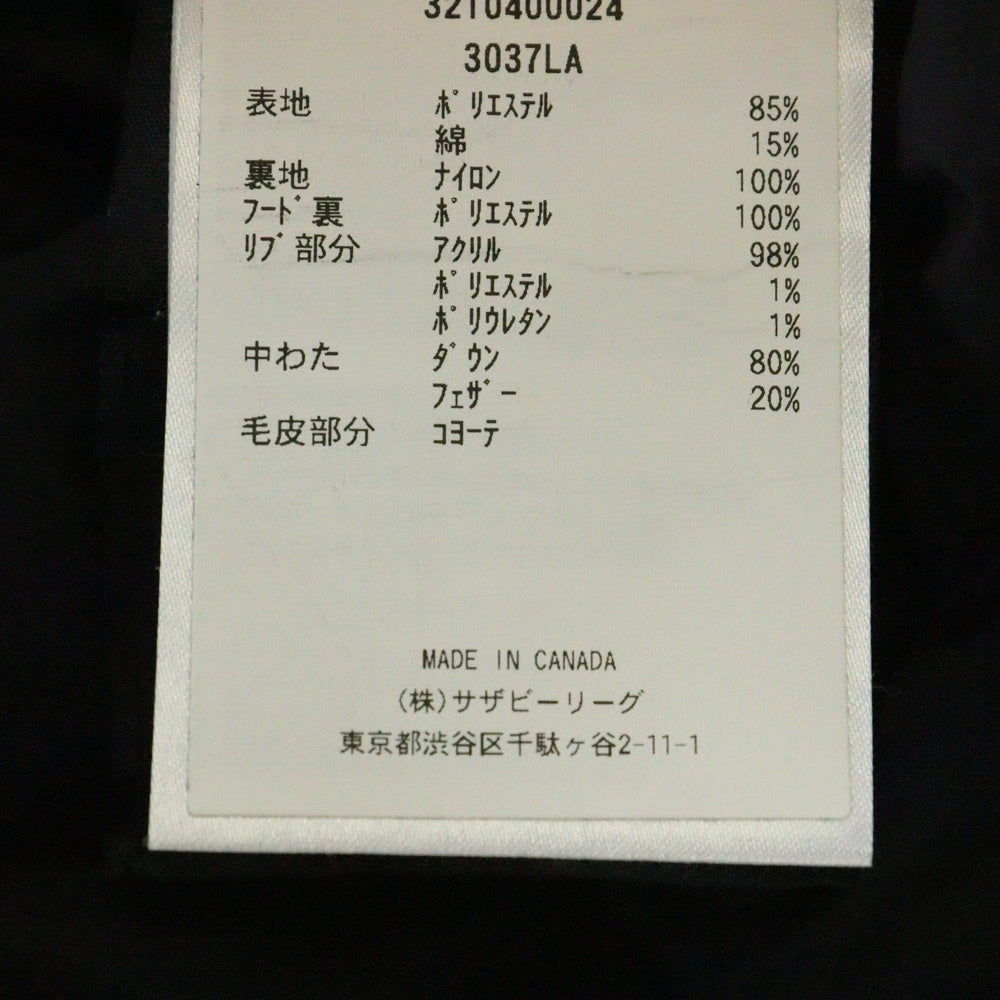 3210400024
3037LA
表地 ﾎﾟﾘｴｽﾃﾙ 85%
綿 15%
裏地 ﾅｲﾛﾝ 100%
ﾌｰﾄﾞ裏 ﾎﾟﾘｴｽﾃﾙ 100%
ﾘﾌﾞ部分 ｱｸﾘﾙ 98%
ﾎﾟﾘｴｽﾃﾙ 1%
ﾎﾟﾘｳﾚﾀﾝ 1%
中わた ﾀﾞｳﾝ 80%
ﾌｪｻﾞｰ 20%
毛皮部分 ｺﾖｰﾃ
MADE IN CANADA
(株)サザビーリーグ
東京都渋谷区千駄ヶ谷2-11-1